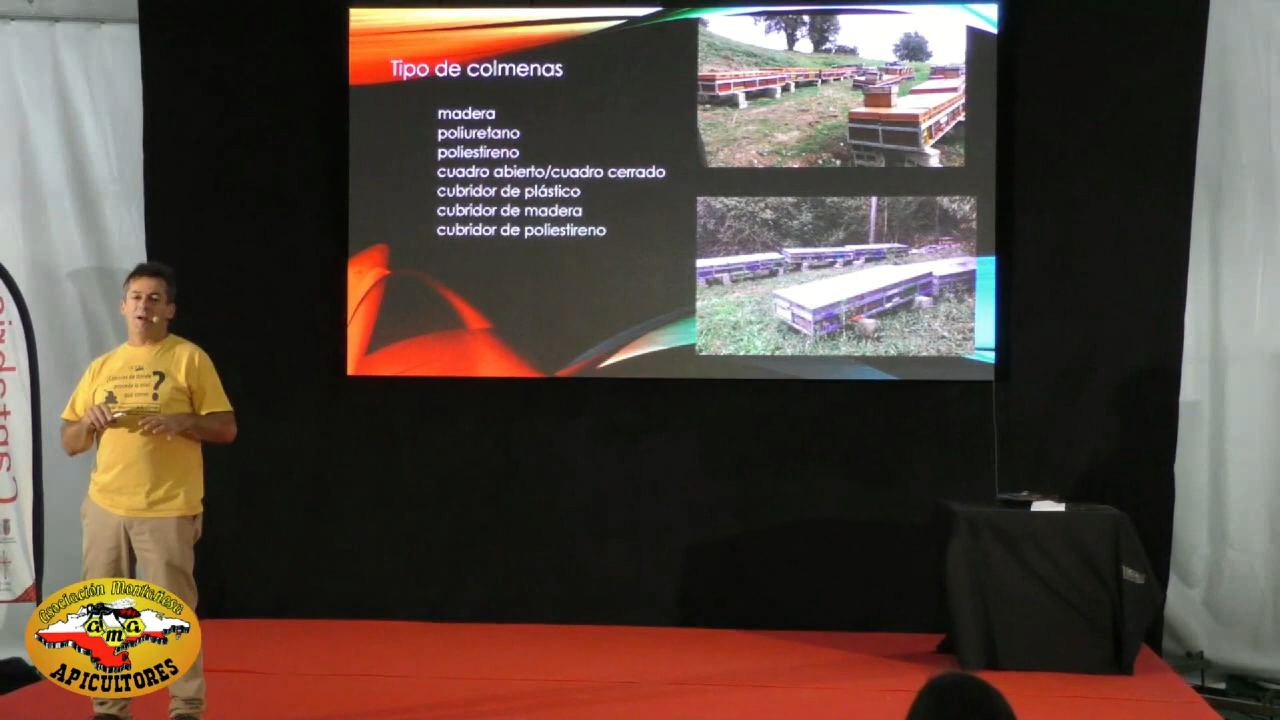 Tipo de colmenas
madera
poliuretano
poliestireno
cuadro abierto/cuadro cerrado
cubridor de plástico
cubridor de madera
cubridor de poliestireno
?
Asociación Montañesa
a m a
APICULTORES